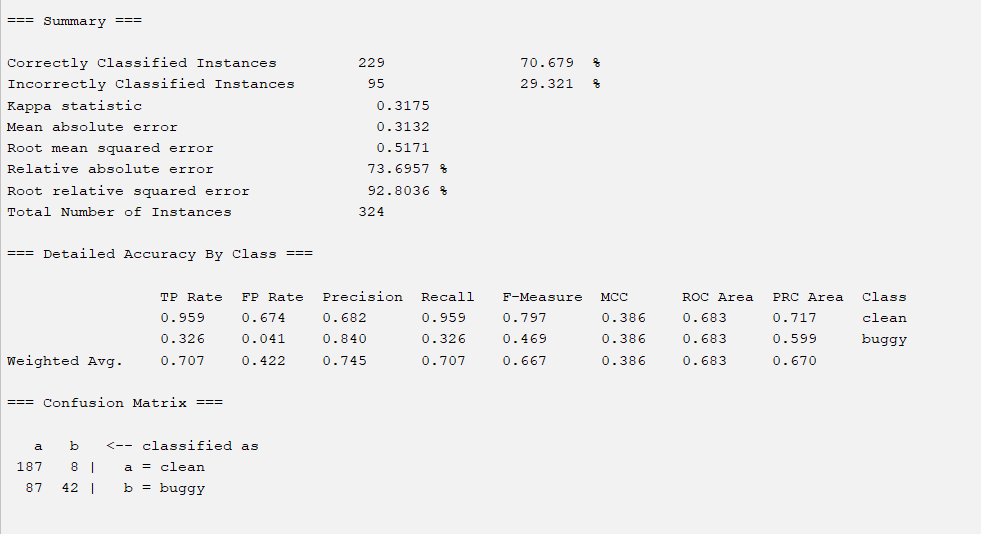 === Summary ===
Correctly Classified Instances 229 70.679 %
Incorrectly Classified Instances 95 29.321 %
Kappa statistic 0.3175
Mean absolute error 0.3132
Root mean squared error 0.5171
Relative absolute error 73.6957 %
Root relative squared error 92.8036 %
Total Number of Instances 324
=== Detailed Accuracy By Class ===
TP Rate FP Rate Precision Recall F-Measure MCC ROC Area PRC Area Class
0.959 0.674 0.682 0.959 0.797 0.386 0.683 0.717 clean
0.326 0.041 0.840 0.326 0.469 0.386 0.683 0.599 buggy
Weighted Avg. 0.707 0.422 0.745 0.707 0.667 0.386 0.683 0.670
=== Confusion Matrix ===
a b <-- classified as
187 8 | a = clean
87 42 | b = buggy